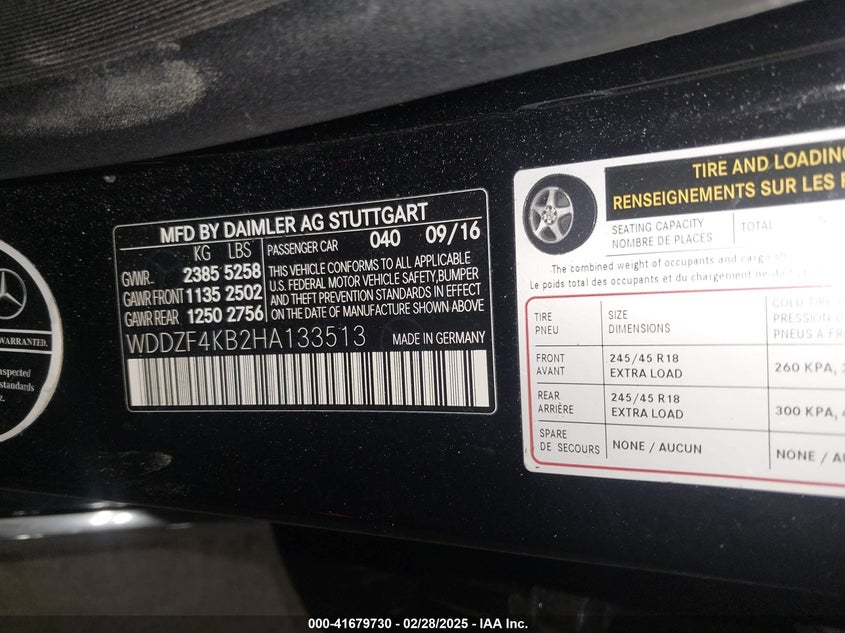 WARRANTED.
nspected
standards
z.
MFD BY DAIMLER AG STUTTGART
KG LBS PASSENGER CAR 040 09/16
GVWR 2385 5258
GAWR FRONT 1135 2502
GAWR REAR 1250 2756
THIS VEHICLE CONFORMS TO ALL APPLICABLE
U.S. FEDERAL MOTOR VEHICLE SAFETY, BUMPER
AND THEFT PREVENTION STANDARDS IN EFFECT
ON THE DATE OF MANUFACTURE SHOWN ABOVE
WDDZF4KB2HA133513 MADE IN GERMANY
TIRE AND LOADING
RENSEIGNEMENTS SUR LES
SEATING CAPACITY TOTAL
NOMBRE DE PLACES
The combined weight of occupants and cargo
Le poids total des occupants et du chargement ne
TIRE SIZE COLD TIRE
PNEU DIMENSIONS PRESSION
PNEUS À
FRONT 245/45 R18 260 KPA,
AVANT EXTRA LOAD
REAR 245/45 R18 300 KPA,
ARRIÈRE EXTRA LOAD
SPARE NONE / AUCUN NONE /
DE SECOURS
000-41679730 - 02/28/2025 - IAA Inc.